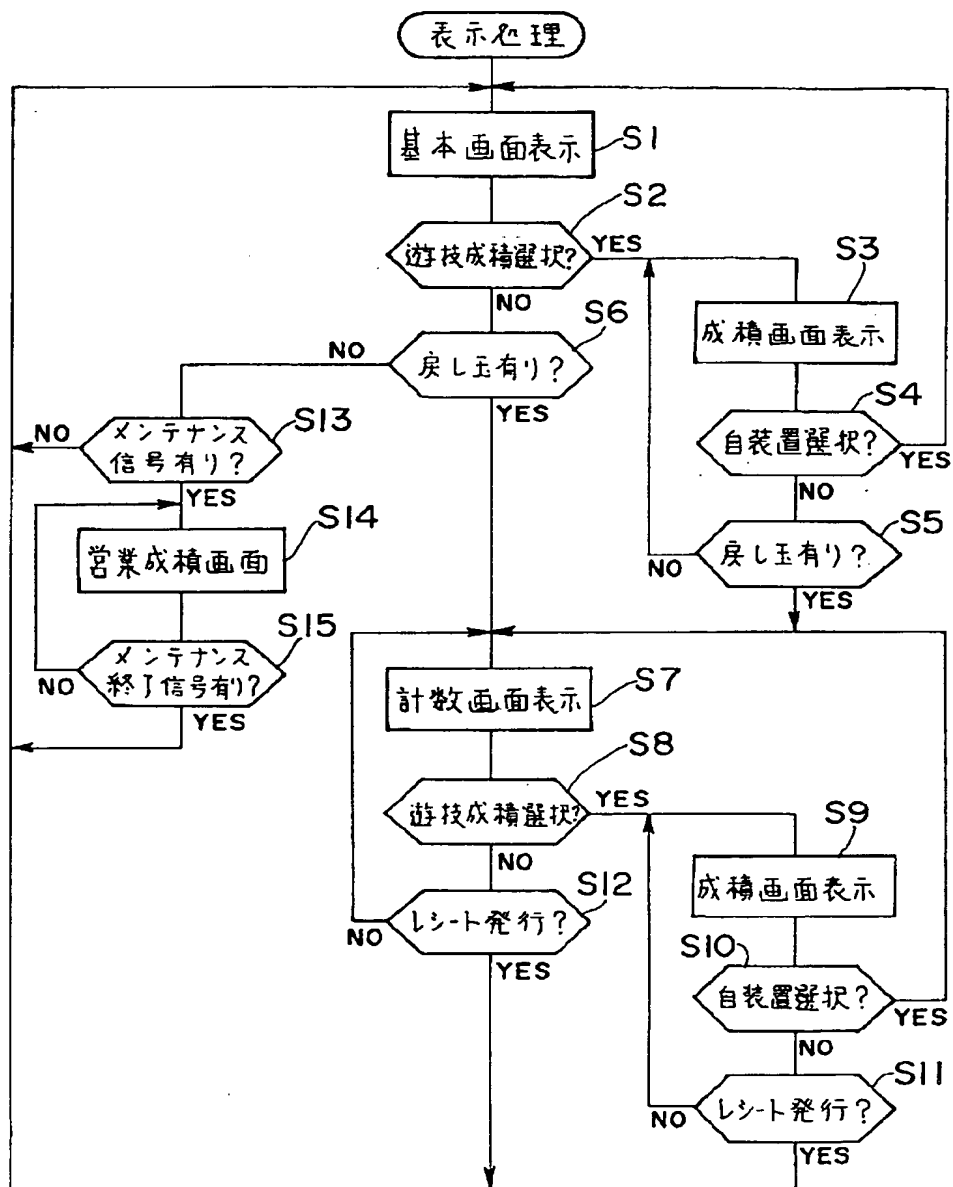 表示処理
基本画面表示
S1
遊技成積選択?
S2
YES
NO
成積画面表示
S3
自装置選択?
S4
YES
NO
戻し玉有り?
S5
NO
YES
戻し玉有り?
S6
NO
YES
メンテナンス
信号有り?
S13
NO
YES
営業成積画面
S14
メンテナンス
終了信号有り?
S15
NO
YES
計数画面表示
S7
遊技成積選択?
S8
YES
NO
成積画面表示
S9
自装置選択?
S10
YES
NO
レシート発行?
S11
NO
YES
レシート発行?
S12
NO
YES